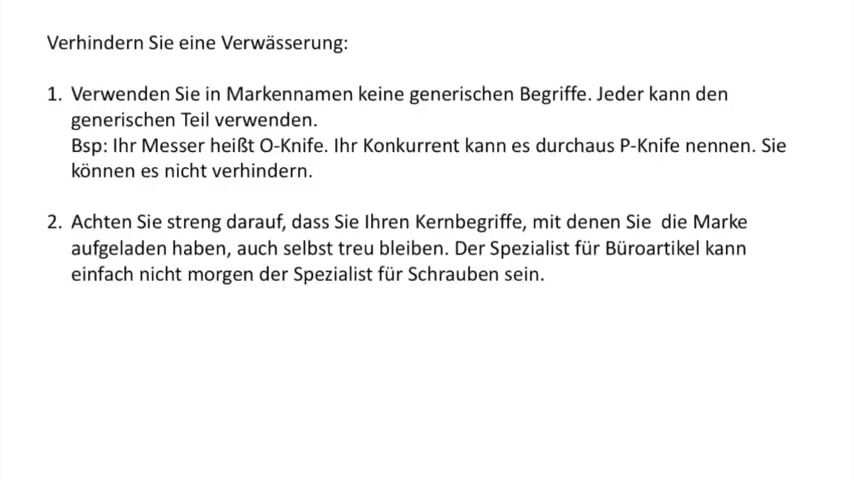 Verhindern Sie eine Verwässerung:
1. Verwenden Sie in Markennamen keine generischen Begriffe. Jeder kann den
generischen Teil verwenden.
Bsp: Ihr Messer heißt O-Knife. Ihr Konkurrent kann es durchaus P-Knife nennen. Sie
können es nicht verhindern.
2. Achten Sie streng darauf, dass Sie Ihren Kernbegriffe, mit denen Sie  die Marke
aufgeladen haben, auch selbst treu bleiben. Der Spezialist für Büroartikel kann
einfach nicht morgen der Spezialist für Schrauben sein.